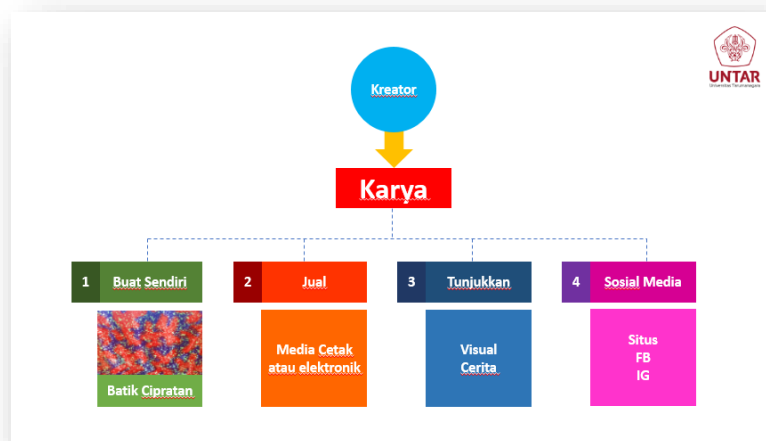 UNTAR
Universitas Tarumanagara
Kreator
Karya
1 Buat Sendiri
2 Jual
3 Tunjukkan
4 Sosial Media
Batik Cipratan
Media Cetak
atau elektronik
Visual
Cerita
Situs
FB
IG